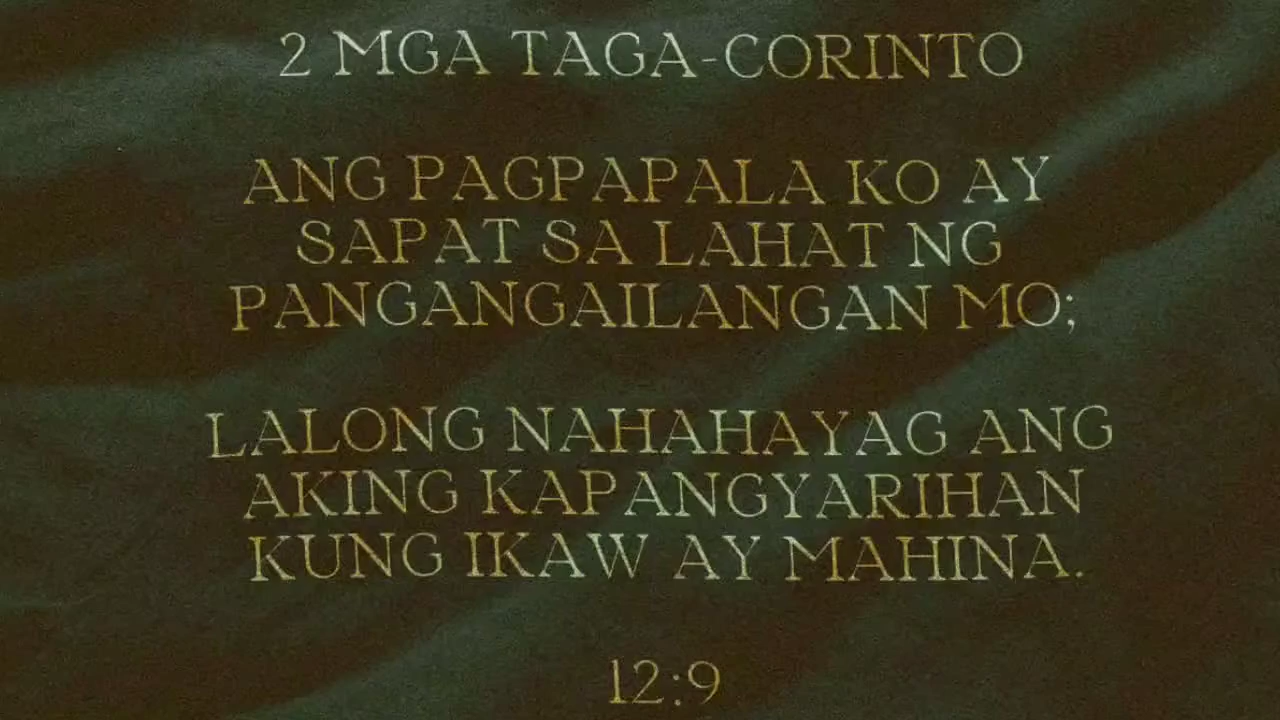 2 MGA TAGA-CORINTO
ANG PAGPAPALA KO AY
SAPAT SA LAHAT NG
PANGANGAILANGAN MO;
LALONG NAHAHAYAG ANG
AKING KAPANGYARIHAN
KUNG IKAW AY MAHINA.
12:9